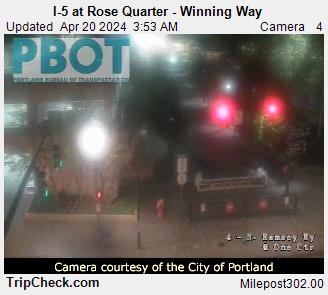 I-5 at Rose Quarter - Winning Way
Updated Apr 20 2024 3:53 AM Camera 4
PBOT
PORTLAND BUREAU OF TRANSPORTATION
4 - N. Ramsey Wy
@ One Ctr
Camera courtesy of the City of Portland
TripCheck.com Milepost302.00